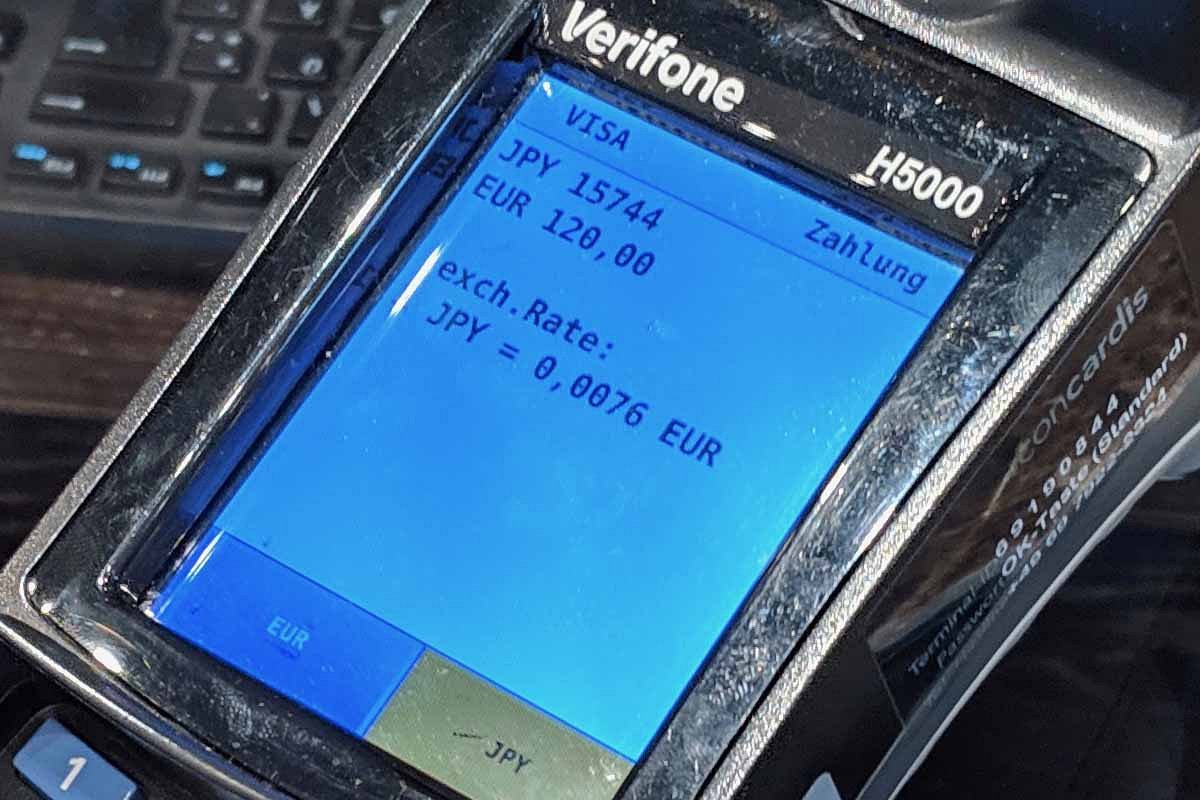 Verifone
H5000
VISA
Zahlung
JPY 15744
EUR 120,00
exch.Rate:
JPY = 0,0076 EUR
EUR
JPY
1
concardis
OK-Taste (Standard)